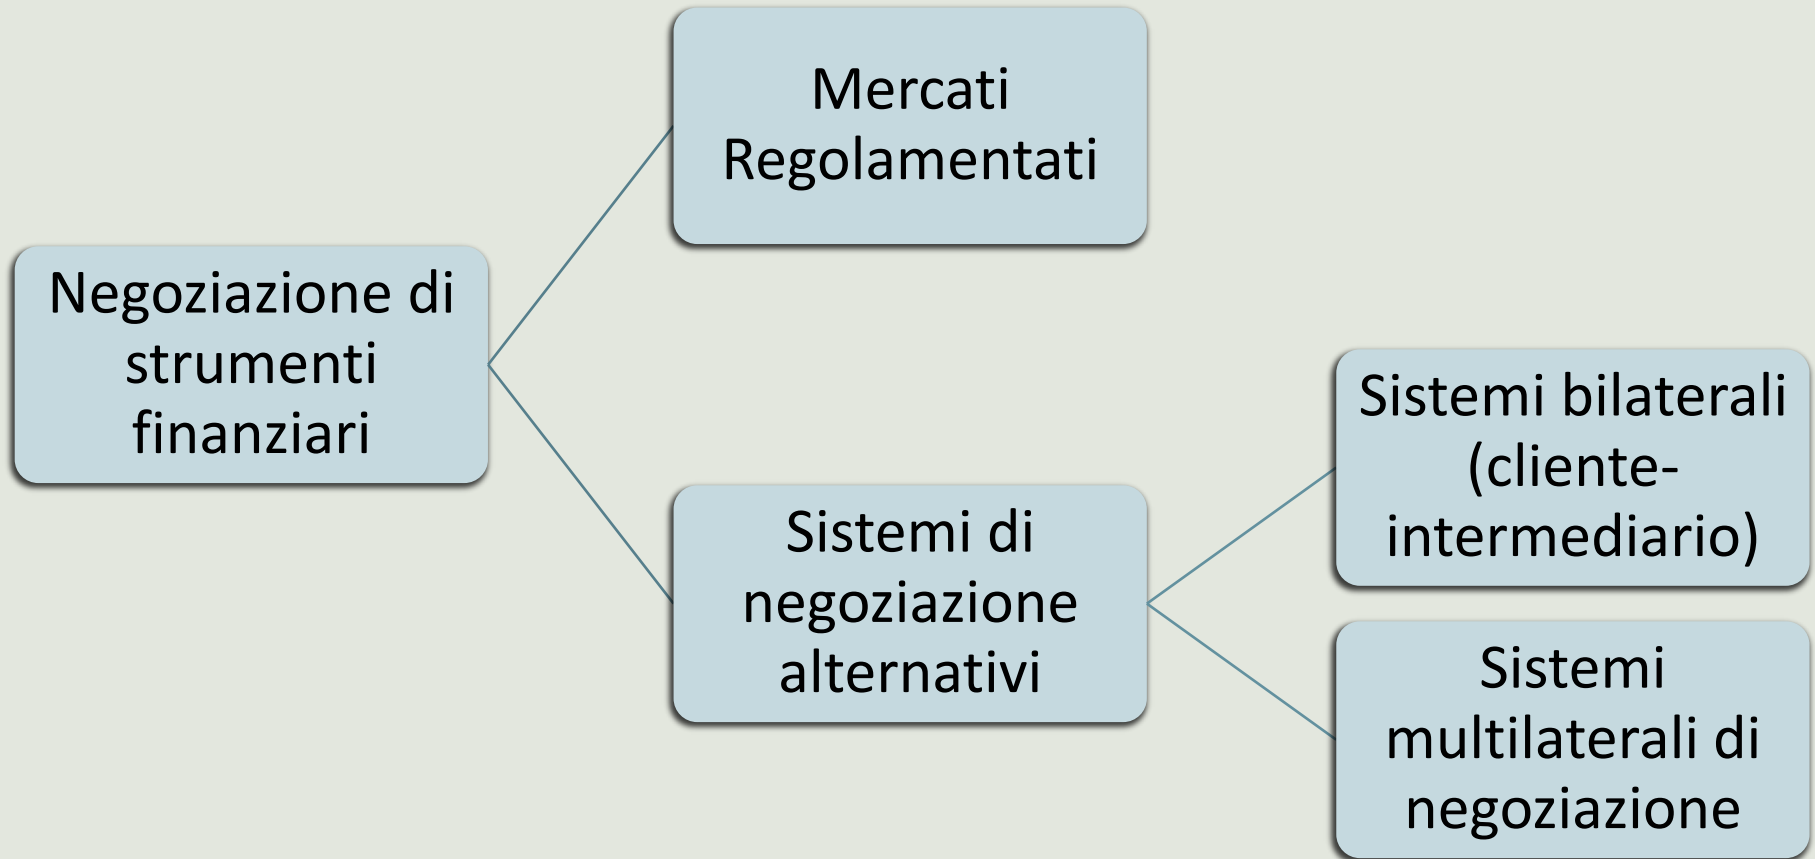 Mercati
Regolamentati
Negoziazione di
strumenti
finanziari
Sistemi di
negoziazione
alternativi
Sistemi bilaterali
(cliente-
intermediario)
Sistemi
multilaterali di
negoziazione